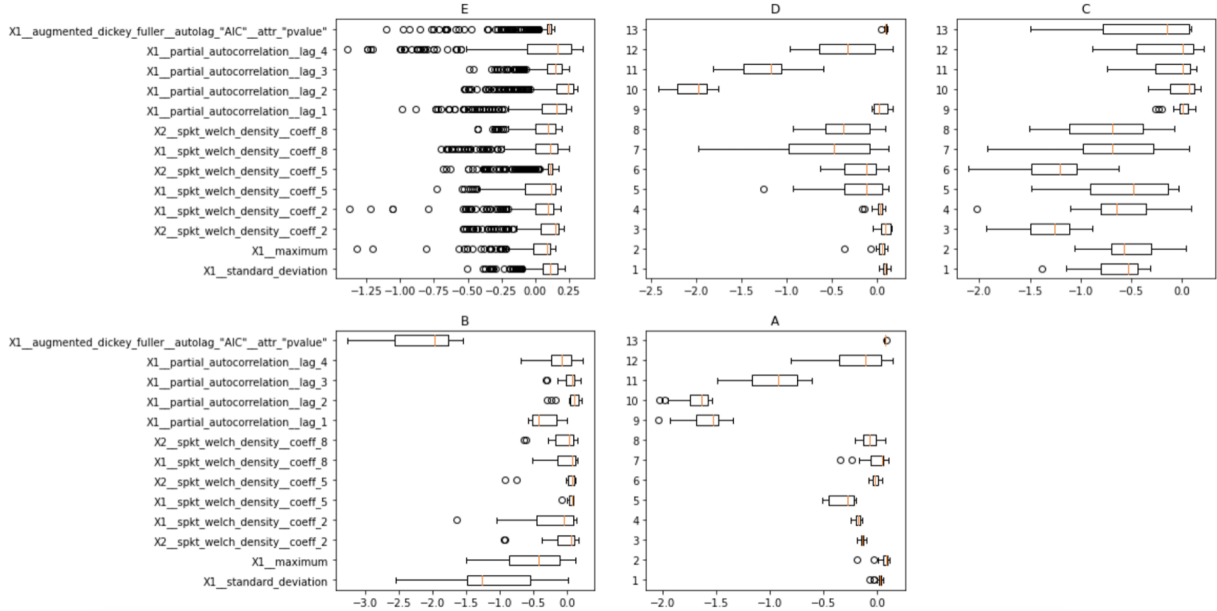 E
X1__augmented_dickey_fuller__autolag_"AIC"__attr_"pvalue"
X1__partial_autocorrelation__lag_4
X1__partial_autocorrelation__lag_3
X1__partial_autocorrelation__lag_2
X1__partial_autocorrelation__lag_1
X2__spkt_welch_density__coeff_8
X1__spkt_welch_density__coeff_8
X2__spkt_welch_density__coeff_5
X1__spkt_welch_density__coeff_5
X1__spkt_welch_density__coeff_2
X2__spkt_welch_density__coeff_2
X1__maximum
X1__standard_deviation
−1.25 −1.00 −0.75 −0.50 −0.25 0.00 0.25
D
13
12
11
10
9
8
7
6
5
4
3
2
1
−2.5 −2.0 −1.5 −1.0 −0.5 0.0
C
13
12
11
10
9
8
7
6
5
4
3
2
1
−2.0 −1.5 −1.0 −0.5 0.0
B
X1__augmented_dickey_fuller__autolag_"AIC"__attr_"pvalue"
X1__partial_autocorrelation__lag_4
X1__partial_autocorrelation__lag_3
X1__partial_autocorrelation__lag_2
X1__partial_autocorrelation__lag_1
X2__spkt_welch_density__coeff_8
X1__spkt_welch_density__coeff_8
X2__spkt_welch_density__coeff_5
X1__spkt_welch_density__coeff_5
X1__spkt_welch_density__coeff_2
X2__spkt_welch_density__coeff_2
X1__maximum
X1__standard_deviation
−3.0 −2.5 −2.0 −1.5 −1.0 −0.5 0.0
A
13
12
11
10
9
8
7
6
5
4
3
2
1
−2.0 −1.5 −1.0 −0.5 0.0